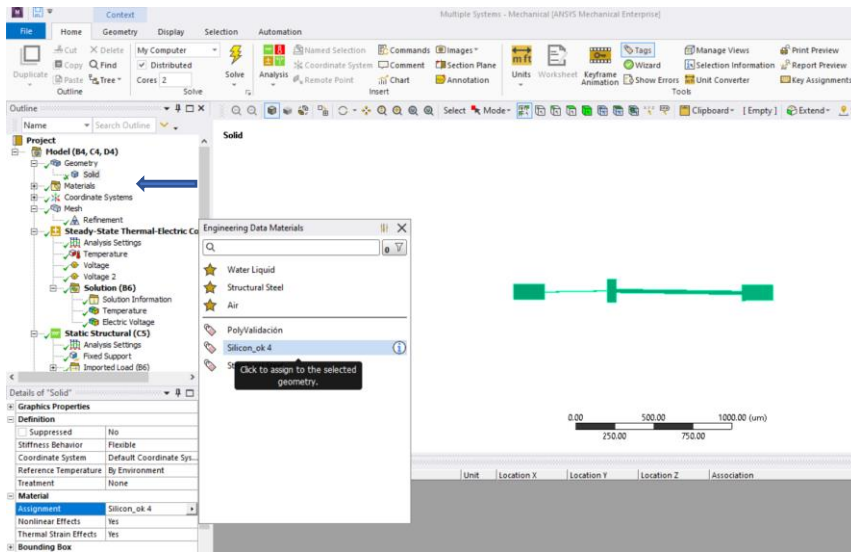 Context
Multiple Systems - Mechanical [ANSYS Mechanical Enterprise]
File Home Geometry Display Selection Automation
Duplicate
Cut
Copy
Paste
Delete
Find
Tree
Outline
My Computer
Distributed
Cores 2
Solve
Solve
Analysis
Named Selection
Coordinate System
Remote Point
Commands
Comment
Chart
Images
Section Plane
Annotation
Insert
Units
Worksheet
Keyframe Animation
Tags
Wizard
Show Errors
Manage Views
Selection Information
Unit Converter
Print Preview
Report Preview
Key Assignments
Tools
Outline
Name Search Outline
Select Mode Clipboard [Empty] Extend
Project
Model (B4, C4, D4)
Geometry
Solid
Materials
Coordinate Systems
Mesh
Refinement
Steady-State Thermal-Electric Co
Analysis Settings
Temperature
Voltage
Voltage 2
Solution (B6)
Solution Information
Temperature
Electric Voltage
Static Structural (C5)
Analysis Settings
Fixed Support
Imported Load (B6)
Solid
Engineering Data Materials
0
Water Liquid
Structural Steel
Air
PolyValidación
Silicon_ok 4
St
Click to assign to the selected geometry.
0.00 500.00 1000.00 (um)
250.00 750.00
Details of "Solid"
Graphics Properties
Definition
Suppressed No
Stiffness Behavior Flexible
Coordinate System Default Coordinate Sys...
Reference Temperature By Environment
Treatment None
Material
Assignment Silicon_ok 4
Nonlinear Effects Yes
Thermal Strain Effects Yes
Bounding Box
Unit Location X Location Y Location Z Association